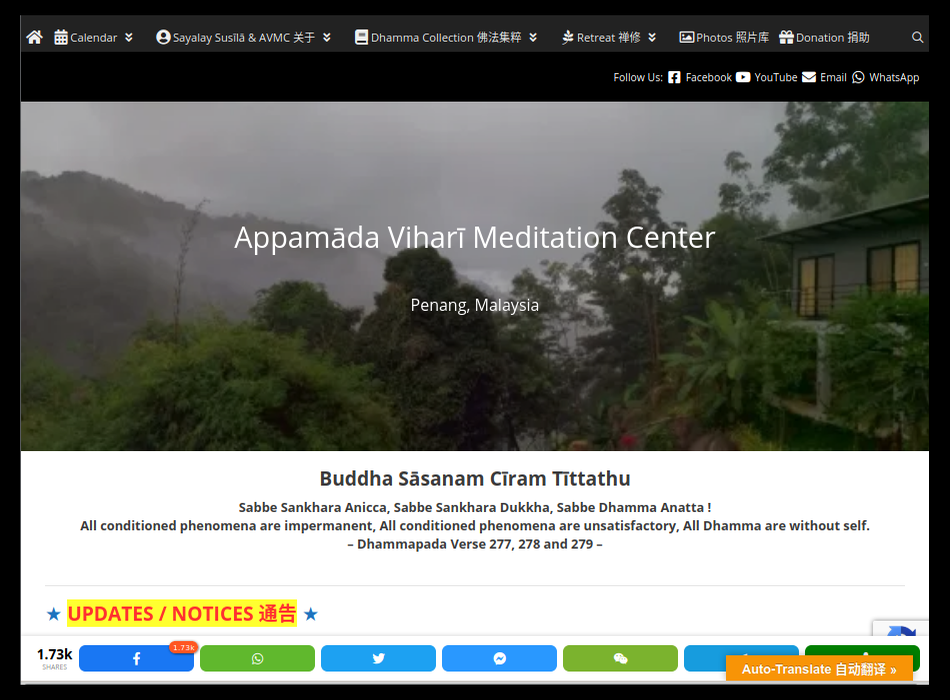 Calendar Sayalay Susīlā & AVMC 关于 Dhamma Collection 佛法集粹 Retreat 禅修 Photos 照片库 Donation 捐助
Follow Us: Facebook YouTube Email WhatsApp
Appamāda Viharī Meditation Center
Penang, Malaysia
Buddha Sāsanam Cīram Tīttathu
Sabbe Sankhara Anicca, Sabbe Sankhara Dukkha, Sabbe Dhamma Anatta !
All conditioned phenomena are impermanent, All conditioned phenomena are unsatisfactory, All Dhamma are without self.
– Dhammapada Verse 277, 278 and 279 –
★ UPDATES / NOTICES 通告 ★
1.73k
SHARES
1.73k
Auto-Translate 自动翻译 »